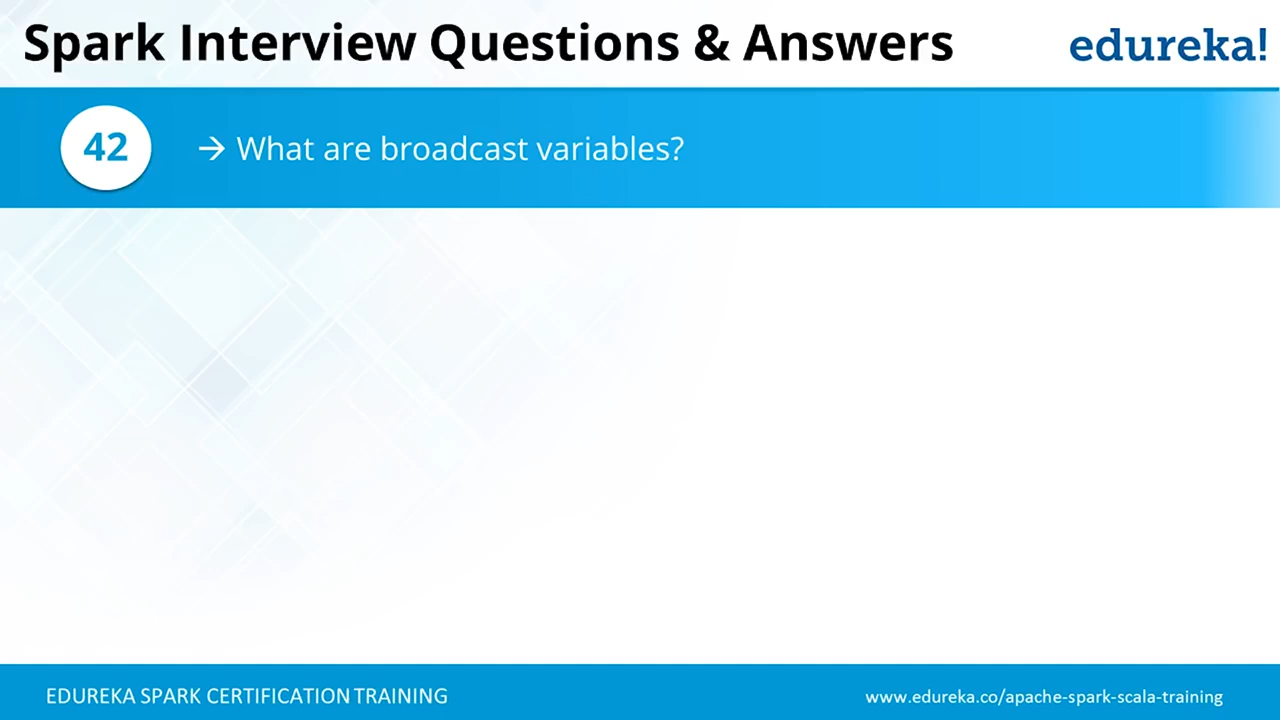 Spark Interview Questions & Answers
edureka!
42
→ What are broadcast variables?
EDUREKA SPARK CERTIFICATION TRAINING
www.edureka.co/apache-spark-scala-training